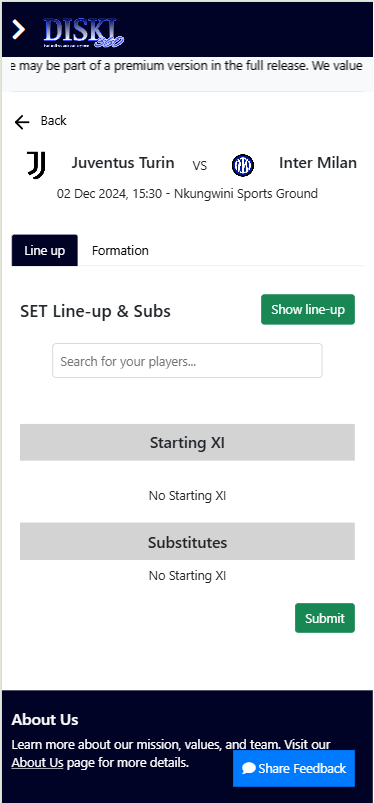 DISKI
360
e may be part of a premium version in the full release. We value
Back
Juventus Turin VS Inter Milan
02 Dec 2024, 15:30 - Nkungwini Sports Ground
Line up Formation
SET Line-up & Subs Show line-up
Search for your players...
Starting XI
No Starting XI
Substitutes
No Starting XI
Submit
About Us
Learn more about our mission, values, and team. Visit our
About Us page for more details.
Share Feedback